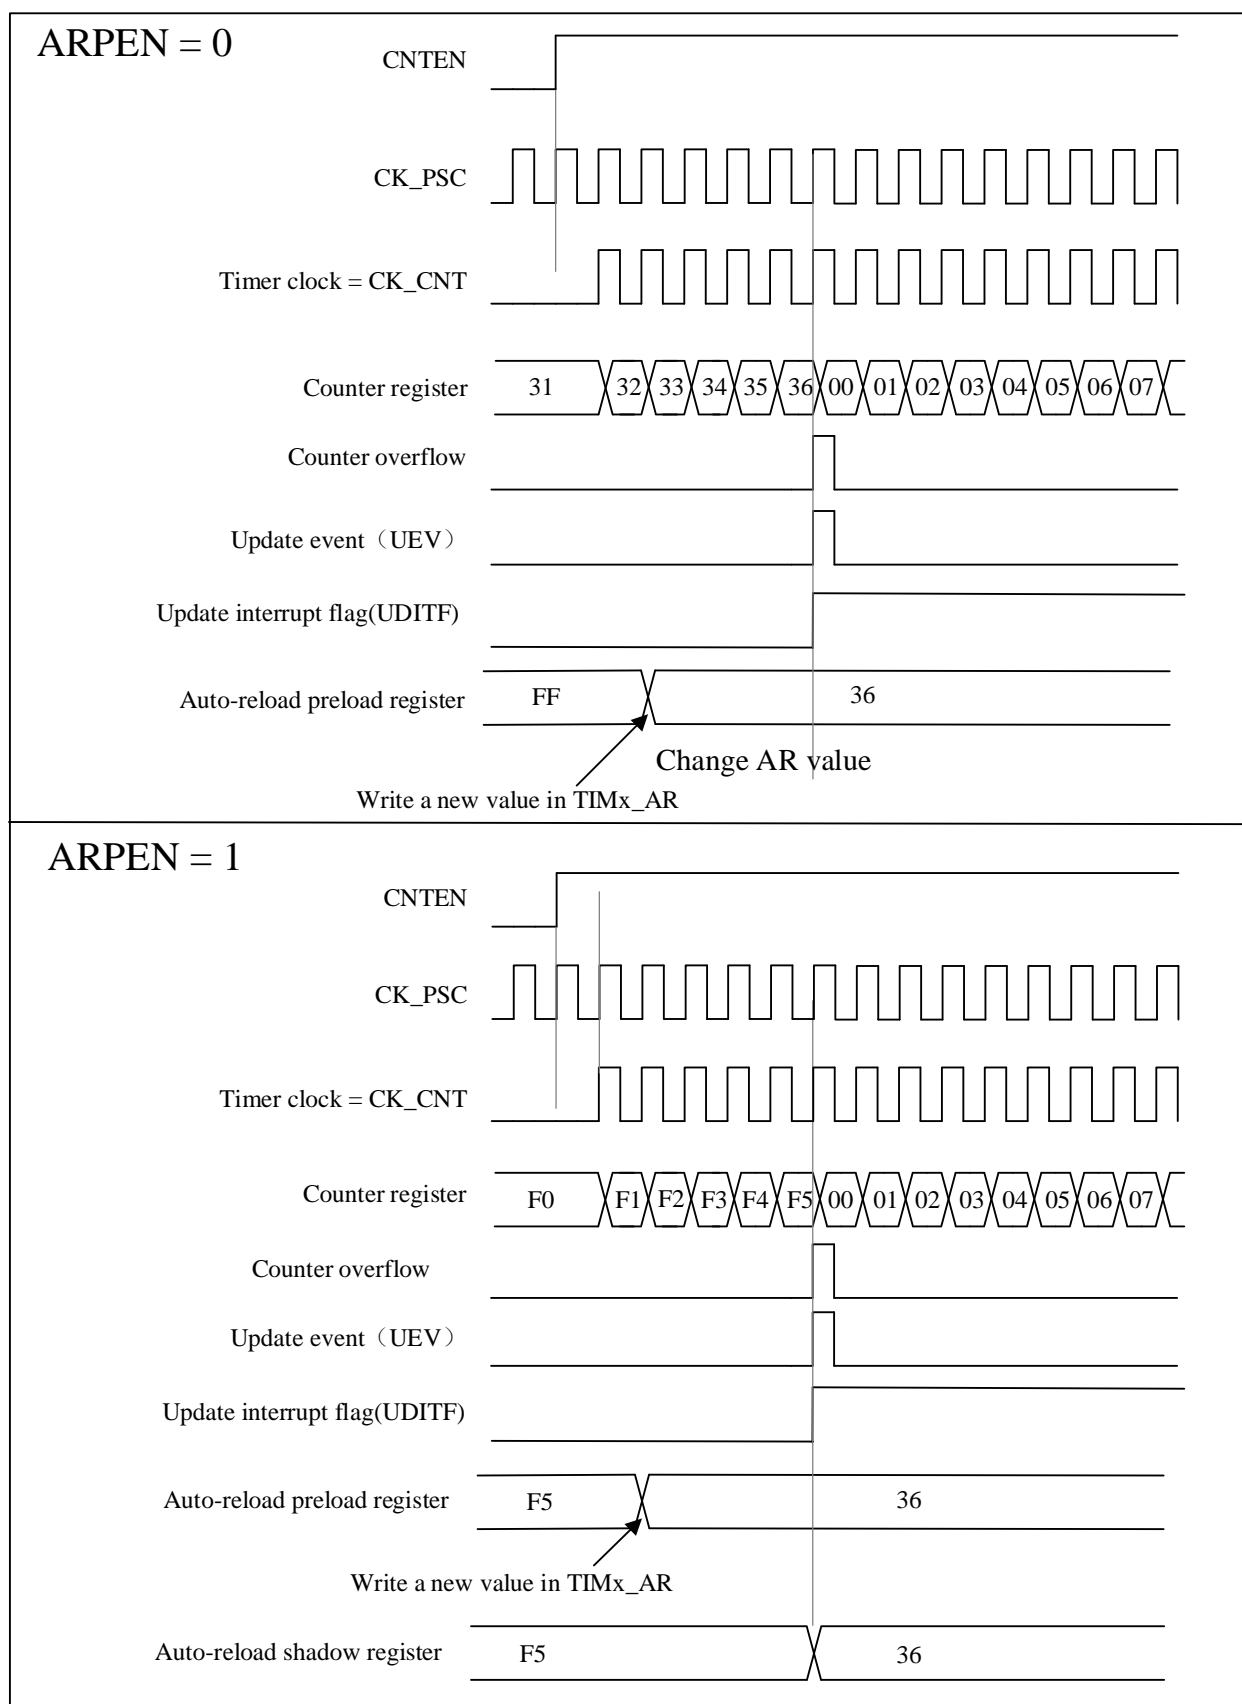 ARPEN = 0
CNTEN
CK_PSC
Timer clock = CK_CNT
Counter register 31 32 33 34 35 36 00 01 02 03 04 05 06 07
Counter overflow
Update event（UEV）
Update interrupt flag(UDITF)
Auto-reload preload register FF 36
Change AR value
Write a new value in TIMx_AR
ARPEN = 1
CNTEN
CK_PSC
Timer clock = CK_CNT
Counter register F0 F1 F2 F3 F4 F5 00 01 02 03 04 05 06 07
Counter overflow
Update event（UEV）
Update interrupt flag(UDITF)
Auto-reload preload register F5 36
Write a new value in TIMx_AR
Auto-reload shadow register F5 36